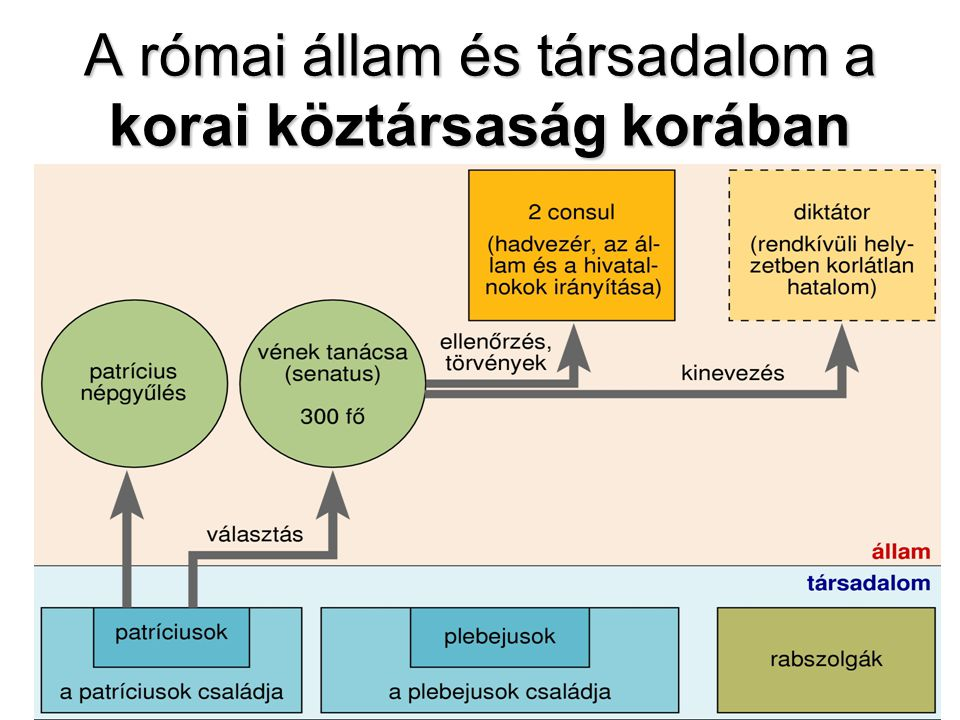 A római állam és társadalom a
korai köztársaság korában
2 consul
(hadvezér, az ál-
lam és a hivatal-
nokok irányítása)
diktátor
(rendkívüli hely-
zetben korlátlan
hatalom)
patrícius
népgyűlés
vének tanácsa
(senatus)
300 fő
ellenőrzés,
törvények
kinevezés
választás
állam
társadalom
patríciusok
a patríciusok családja
plebejusok
a plebejusok családja
rabszolgák